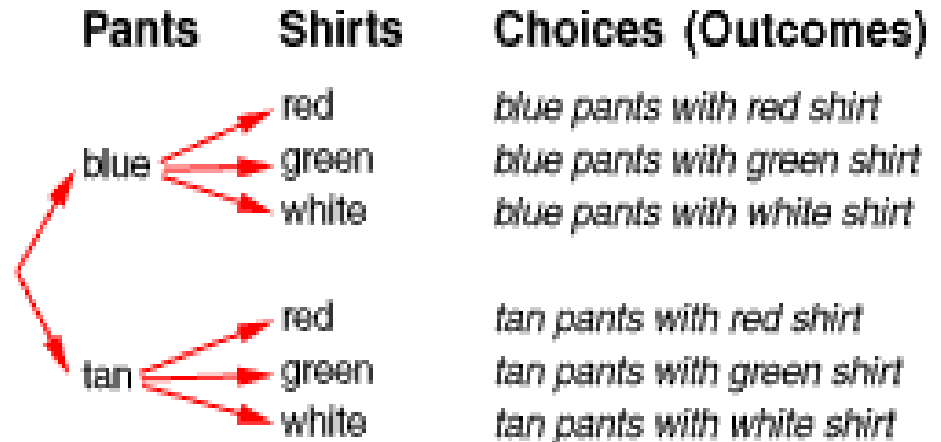 Pants Shirts Choices (Outcomes)
red blue pants with red shirt
blue green blue pants with green shirt
white blue pants with white shirt
red tan pants with red shirt
tan green tan pants with green shirt
white tan pants with white shirt